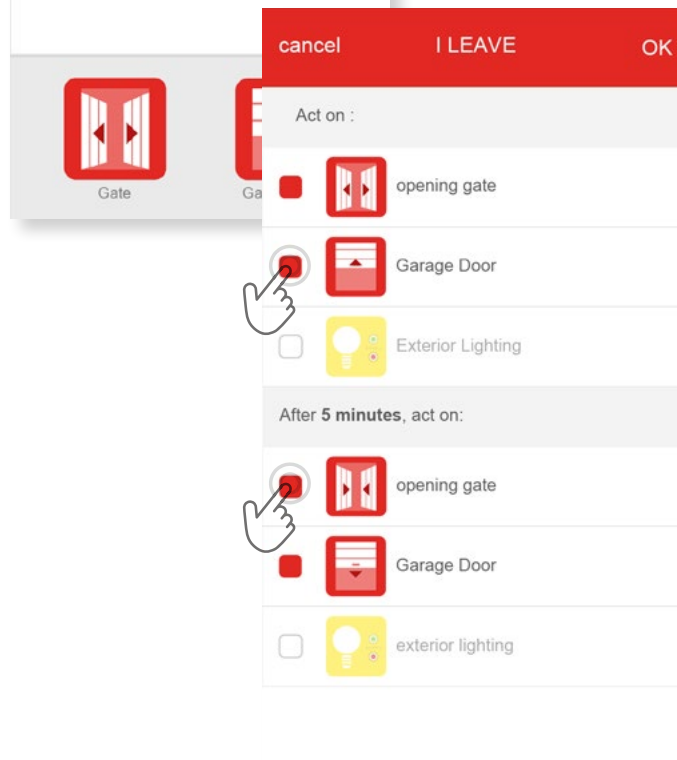 cancel I LEAVE OK
Act on :
opening gate
Gate Ga
Garage Door
Exterior Lighting
After 5 minutes, act on:
opening gate
Garage Door
exterior lighting